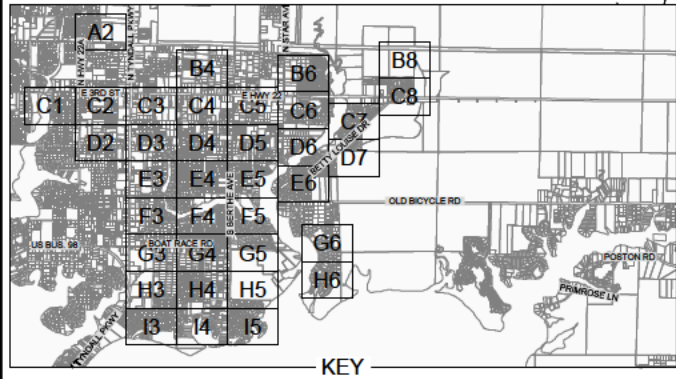 A2
N HWY 22A
N TYNDALL PKWY
N STAR AV
B4
B6
B8
E 3RD ST
E HWY 22
C1
C2
C3
C4
C5
C6
C7
C8
D2
D3
D4
D5
D6
D7
BETTY LOUISE DR
E3
E4
E5
E6
S BERTHE AVE
OLD BICYCLE RD
F3
F4
F5
US BUS. 98
BOAT RACE RD
G3
G4
G5
G6
POSTON RD
H3
H4
H5
H6
PRIMROSE LN
I3
I4
I5
TYNDALL PKWY
KEY